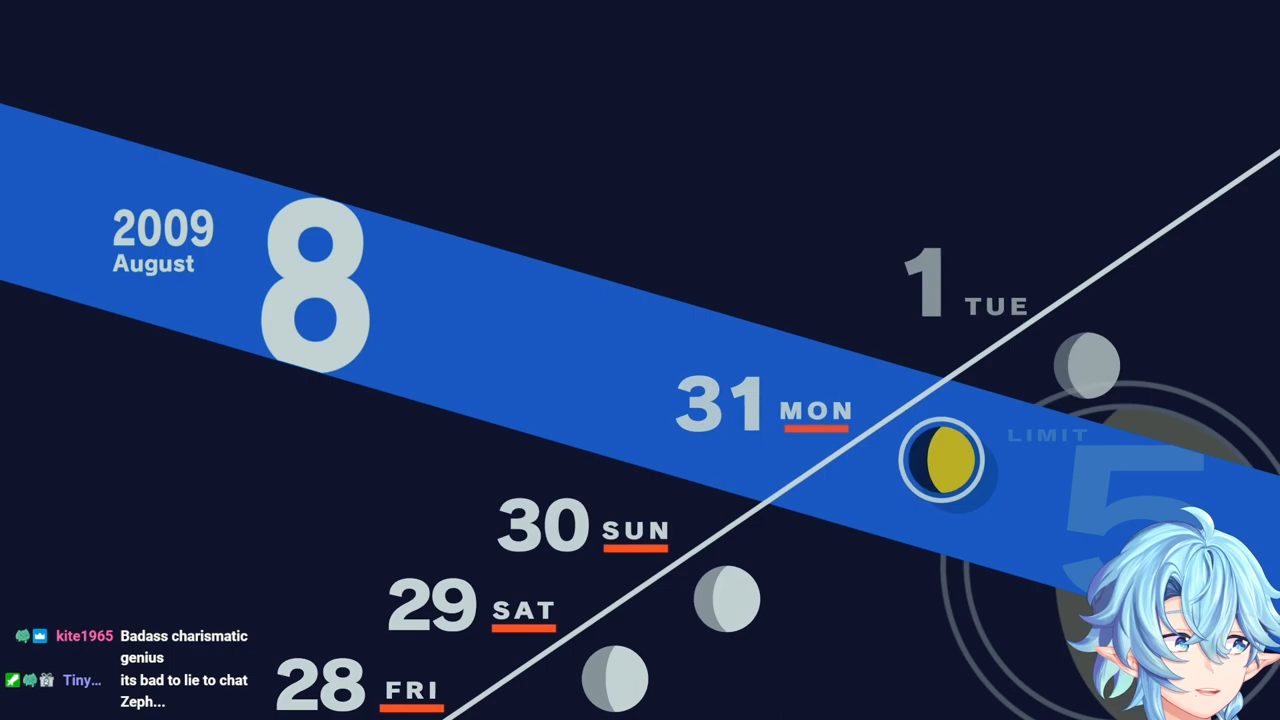 2009
August
8
1 TUE
31 MON
LIMIT
5
30 SUN
29 SAT
28 FRI
kite1965 Badass charismatic
genius
Tiny… its bad to lie to chat
Zeph...